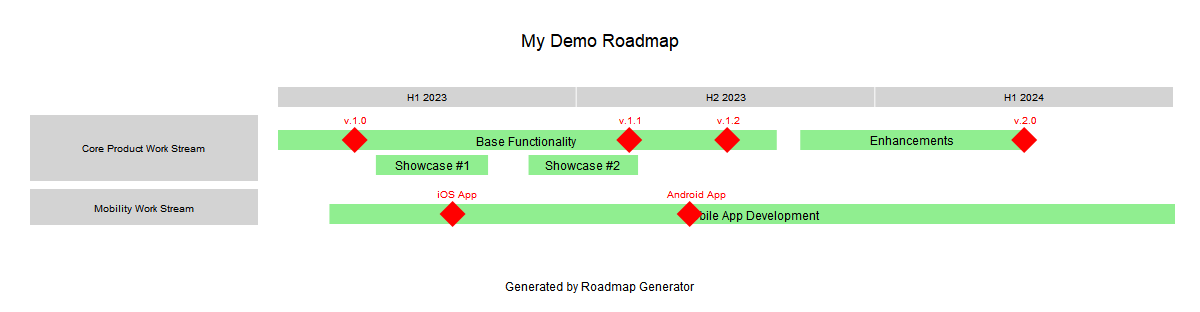 My Demo Roadmap
H1 2023 H2 2023 H1 2024
v.1.0 v.1.1 v.1.2 v.2.0
Core Product Work Stream Base Functionality Enhancements
Showcase #1 Showcase #2
iOS App Android App
Mobility Work Stream bile App Development
Generated by Roadmap Generator